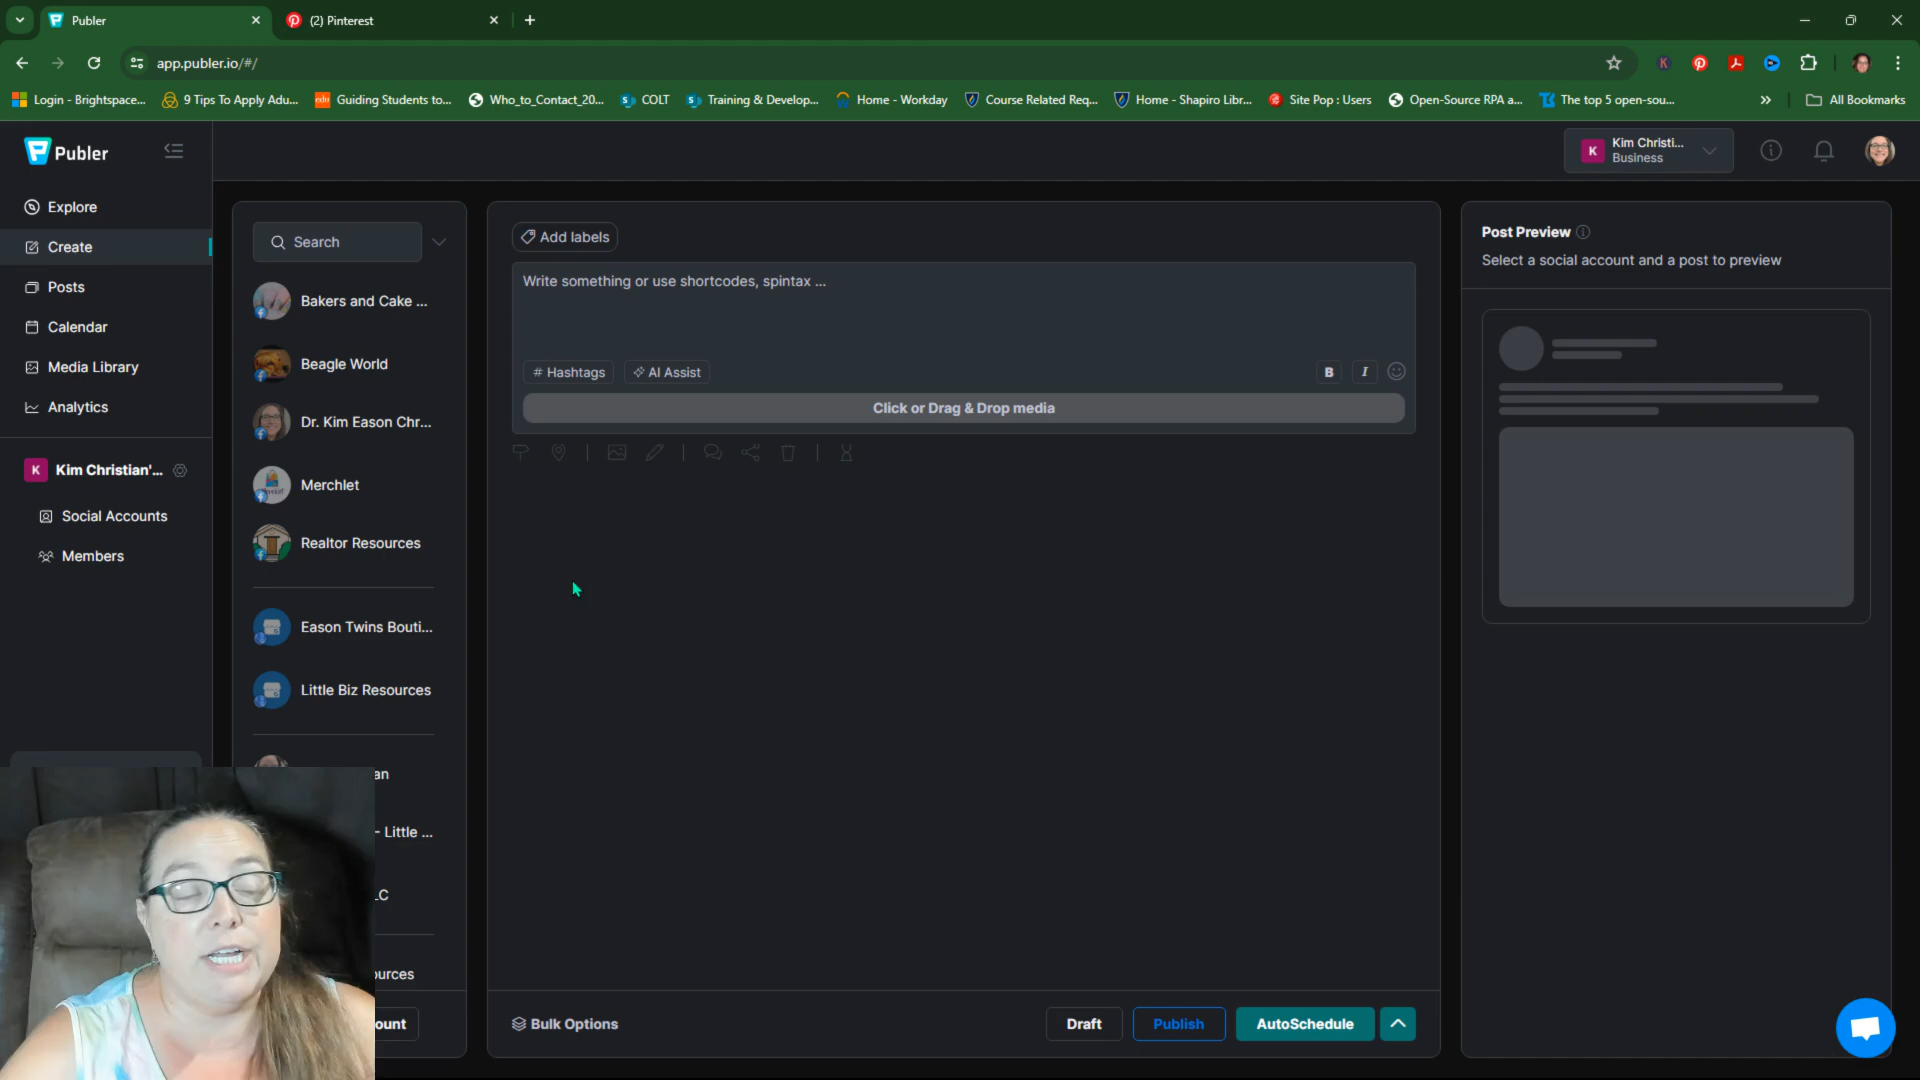 Publer
(2) Pinterest
app.publer.io/#/
Login - Brightspace...
9 Tips To Apply Adu...
Guiding Students to...
Who_to_Contact_20...
COLT
Training & Develop...
Home - Workday
Course Related Req...
Home - Shapiro Libr...
Site Pop : Users
Open-Source RPA a...
The top 5 open-sou...
All Bookmarks
Publer
Kim Christi...
Business
Explore
Create
Posts
Calendar
Media Library
Analytics
K Kim Christian'...
Social Accounts
Members
Search
Bakers and Cake ...
Beagle World
Dr. Kim Eason Chr...
Merchlet
Realtor Resources
Eason Twins Bouti...
Little Biz Resources
an
- Little ...
LC
ources
ount
Add labels
Write something or use shortcodes, spintax ...
# Hashtags
AI Assist
B
I
Click or Drag & Drop media
Bulk Options
Draft
Publish
AutoSchedule
Post Preview
Select a social account and a post to preview